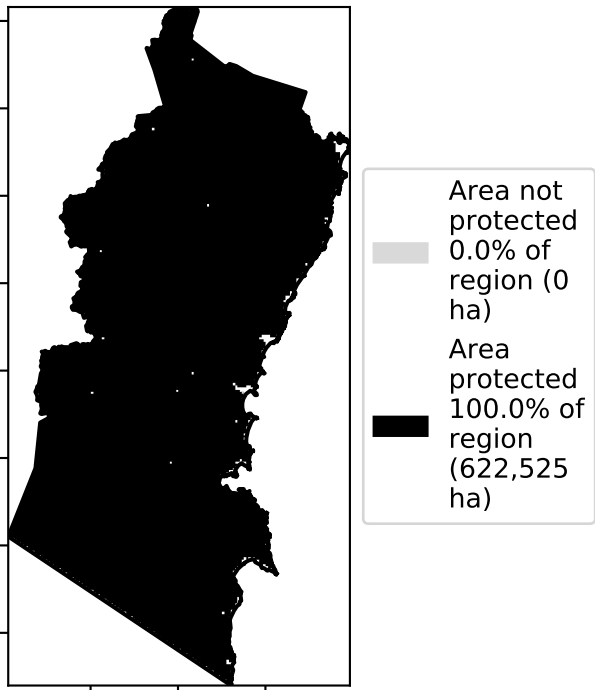 Area not
protected
0.0% of
region (0
ha)
Area
protected
100.0% of
region
(622,525
ha)